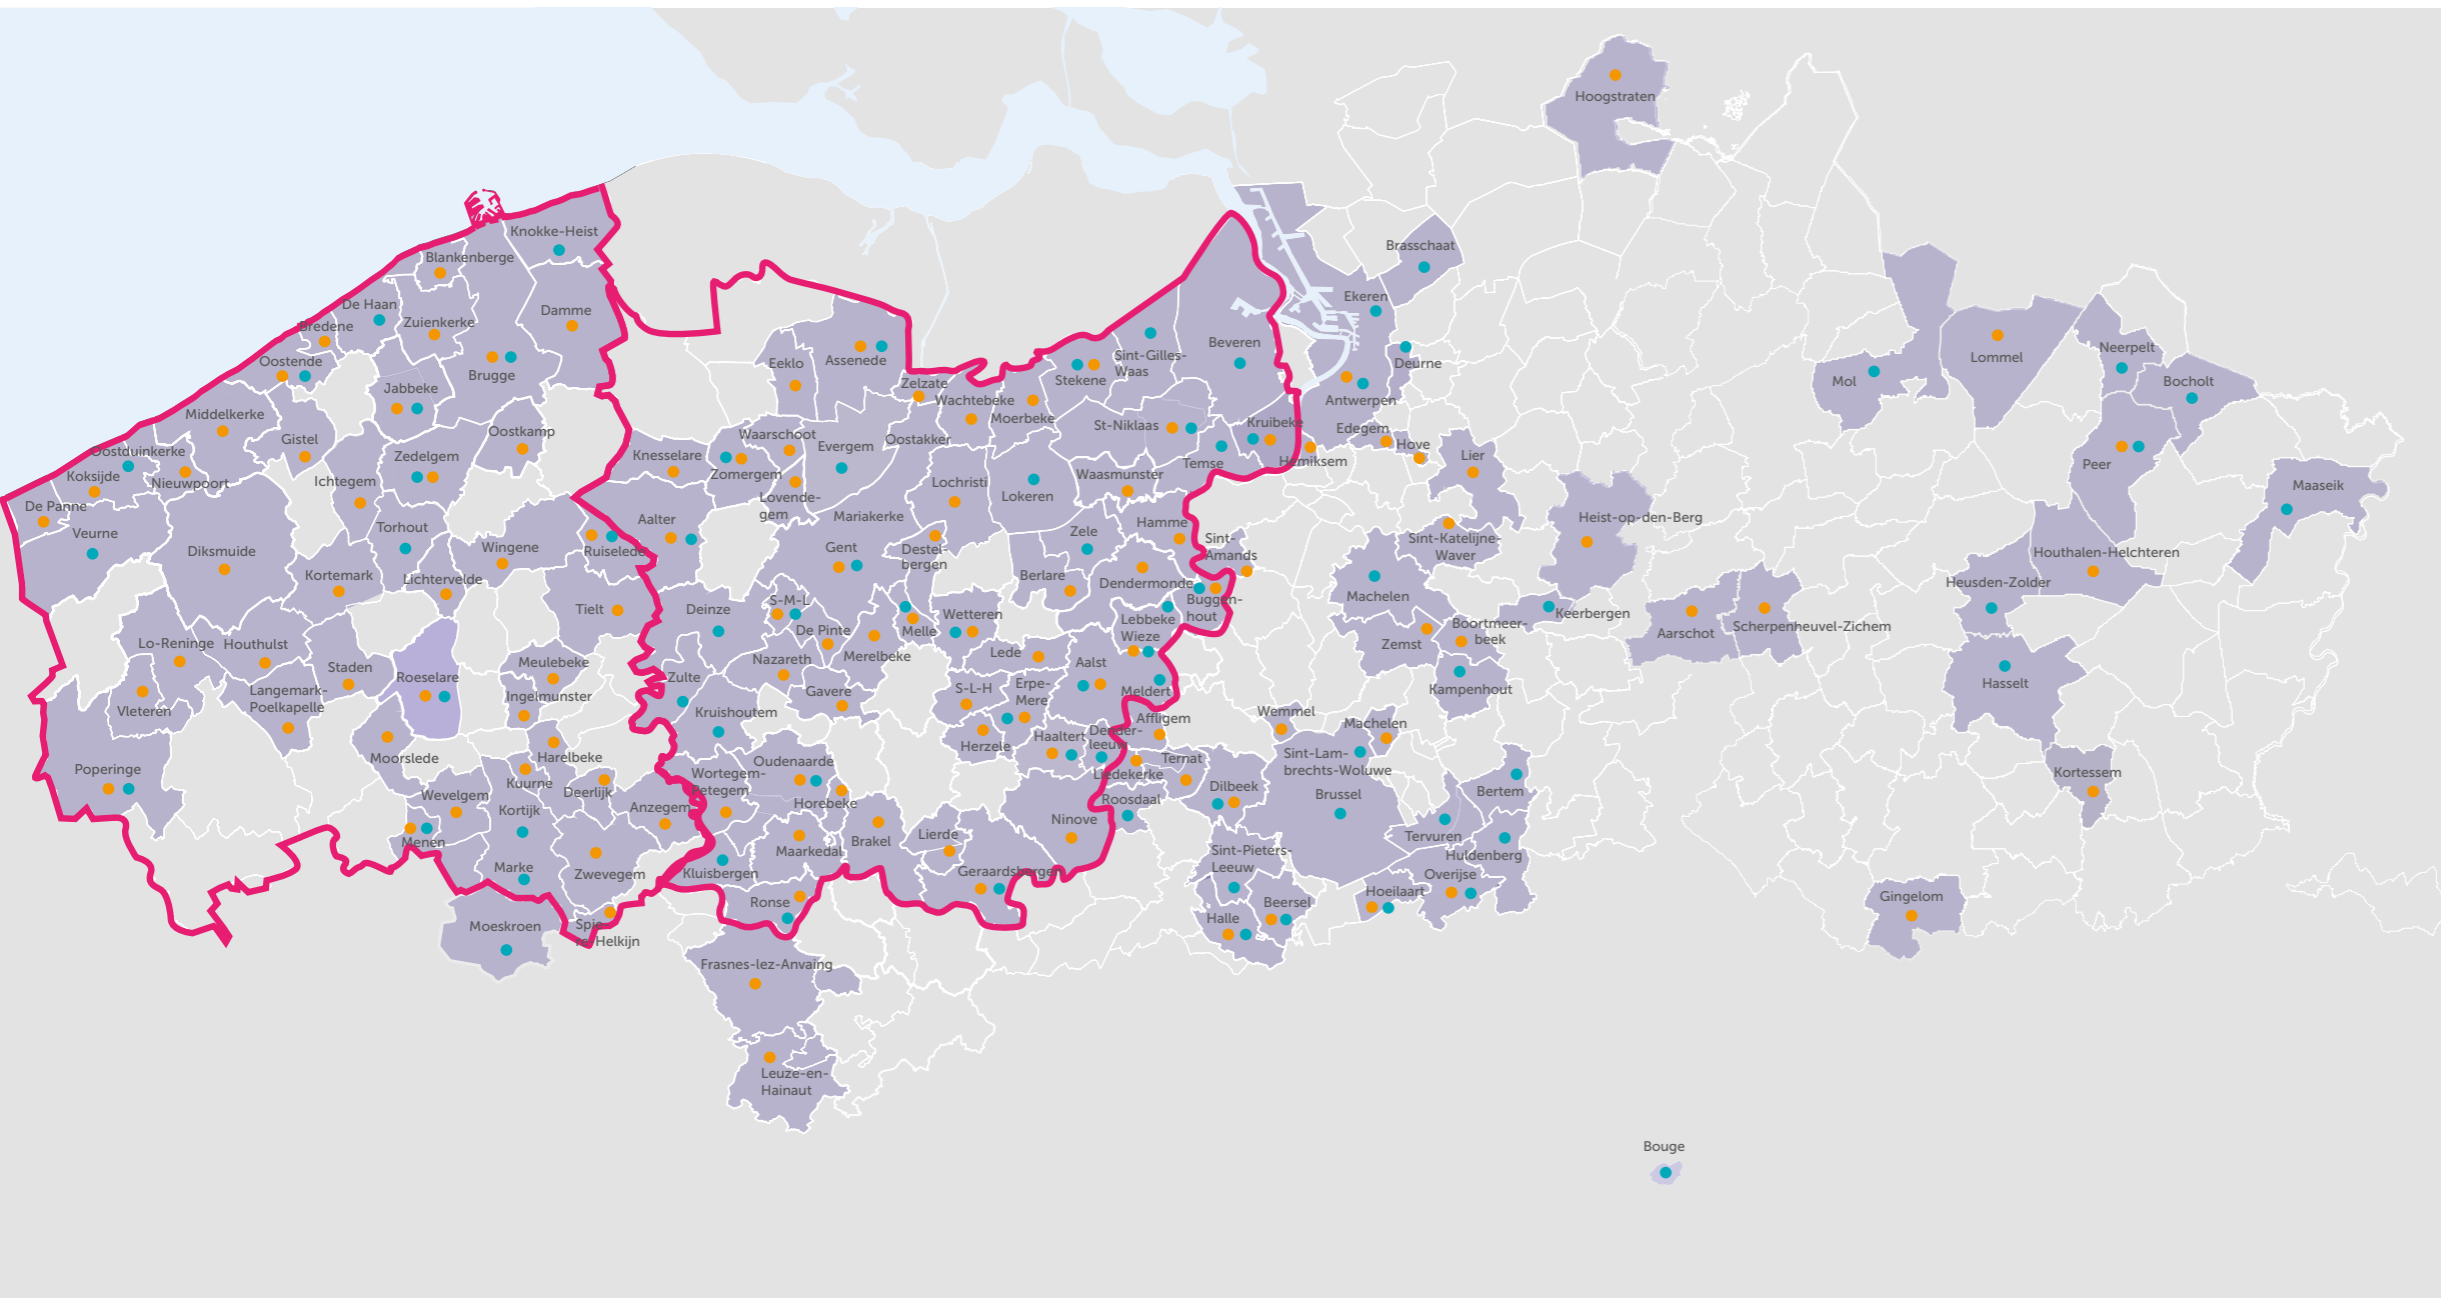 Hoogstraten
Knokke-Heist
Blankenberge
Brasschaat
De Haan
Bredene
Zuienkerke
Damme
Ekeren
Oostende
Jabbeke
Brugge
Eeklo
Assenede
Zelzate
Stekene
Sint-Gilles-
Waas
Beveren
Deurne
Mol
Lommel
Neerpelt
Bocholt
Middelkerke
Gistel
Oostkamp
Wachtebeke
Moerbeke
Antwerpen
Oostduinkerke
Koksijde
Nieuwpoort
Zedelgem
Ichtegem
Knesselare
Waarschoot
Zomergem
Lovende-
gem
Evergem
Oostakker
St-Niklaas
Temse
Kruibeke
Edegem
Hove
Hemiksem
Lier
Peer
Maaseik
De Panne
Veurne
Diksmuide
Torhout
Kortemark
Lichtervelde
Wingene
Ruiselede
Aalter
Mariakerke
Lochristi
Lokeren
Waasmunster
Hamme
Sint-
Amands
Sint-Katelijne-
Waver
Heist-op-den-Berg
Houthalen-Helchteren
Heusden-Zolder
Gent
Destel-
bergen
Zele
Berlare
Dendermonde
Buggen-
hout
Machelen
Keerbergen
Tielt
Deinze
S-M-L
De Pinte
Merelbeke
Melle
Wetteren
Lebbeke
Wieze
Zemst
Boortmeer-
beek
Aarschot
Scherpenheuvel-Zichem
Lo-Reninge
Houthulst
Staden
Roeselare
Meulebeke
Ingelmunster
Langemark-
Poelkapelle
Vleteren
Zulte
Nazareth
Gavere
Lede
S-L-H
Erpe-
Mere
Aalst
Meldert
Kampenhout
Hasselt
Kruishoutem
Herzele
Haaltert
Dender-
leeuw
Affligem
Wemmel
Machelen
Sint-Lam-
brechts-Woluwe
Moorslede
Harelbeke
Kuurne
Deerlijk
Poperinge
Wevelgem
Kortijk
Anzegem
Wortegem-
Petegem
Oudenaarde
Horebeke
Liedekerke
Ternat
Roosdaal
Dilbeek
Brussel
Bertem
Kortessem
Menen
Marke
Zwevegem
Kluisbergen
Maarkedal
Brakel
Lierde
Ninove
Geraardsbergen
Sint-Pieters-
Leeuw
Tervuren
Huldenberg
Overijse
Hoeilaart
Gingelom
Moeskroen
Spie-
re Helkijn
Ronse
Halle
Beersel
Frasnes-lez-Anvaing
Leuze-en-
Hainaut
Bouge